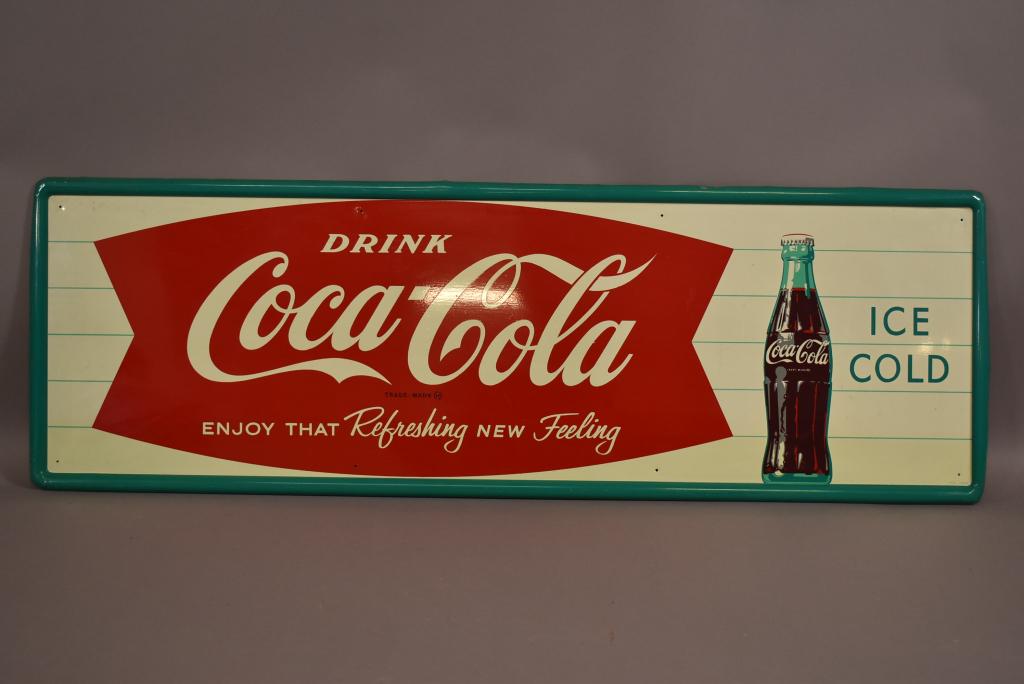 DRINK
Coca-Cola
TRADE-MARK ®
ENJOY THAT Refreshing NEW Feeling
Coca-Cola
ICE
COLD